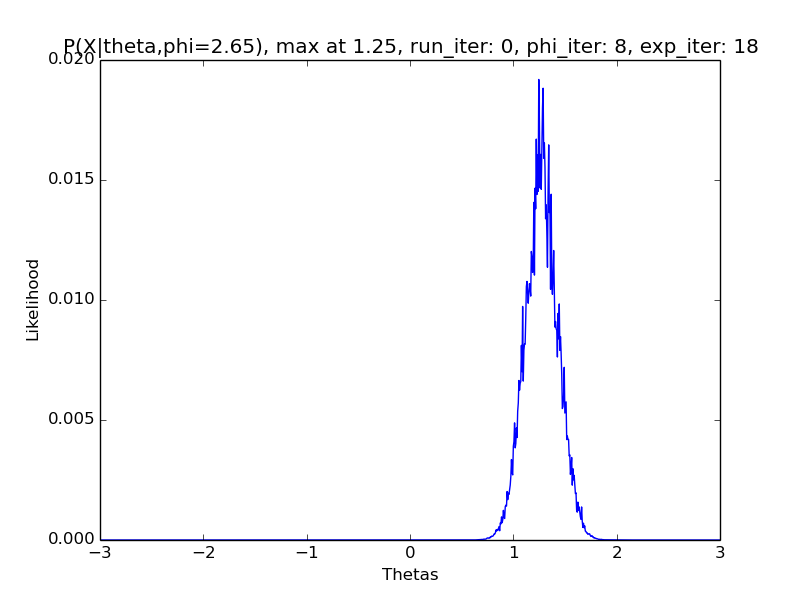 P(X|theta,phi=2.65), max at 1.25, run_iter: 0, phi_iter: 8, exp_iter: 18
0.020
0.015
0.010
0.005
0.000
Likelihood
−3 −2 −1 0 1 2 3
Thetas